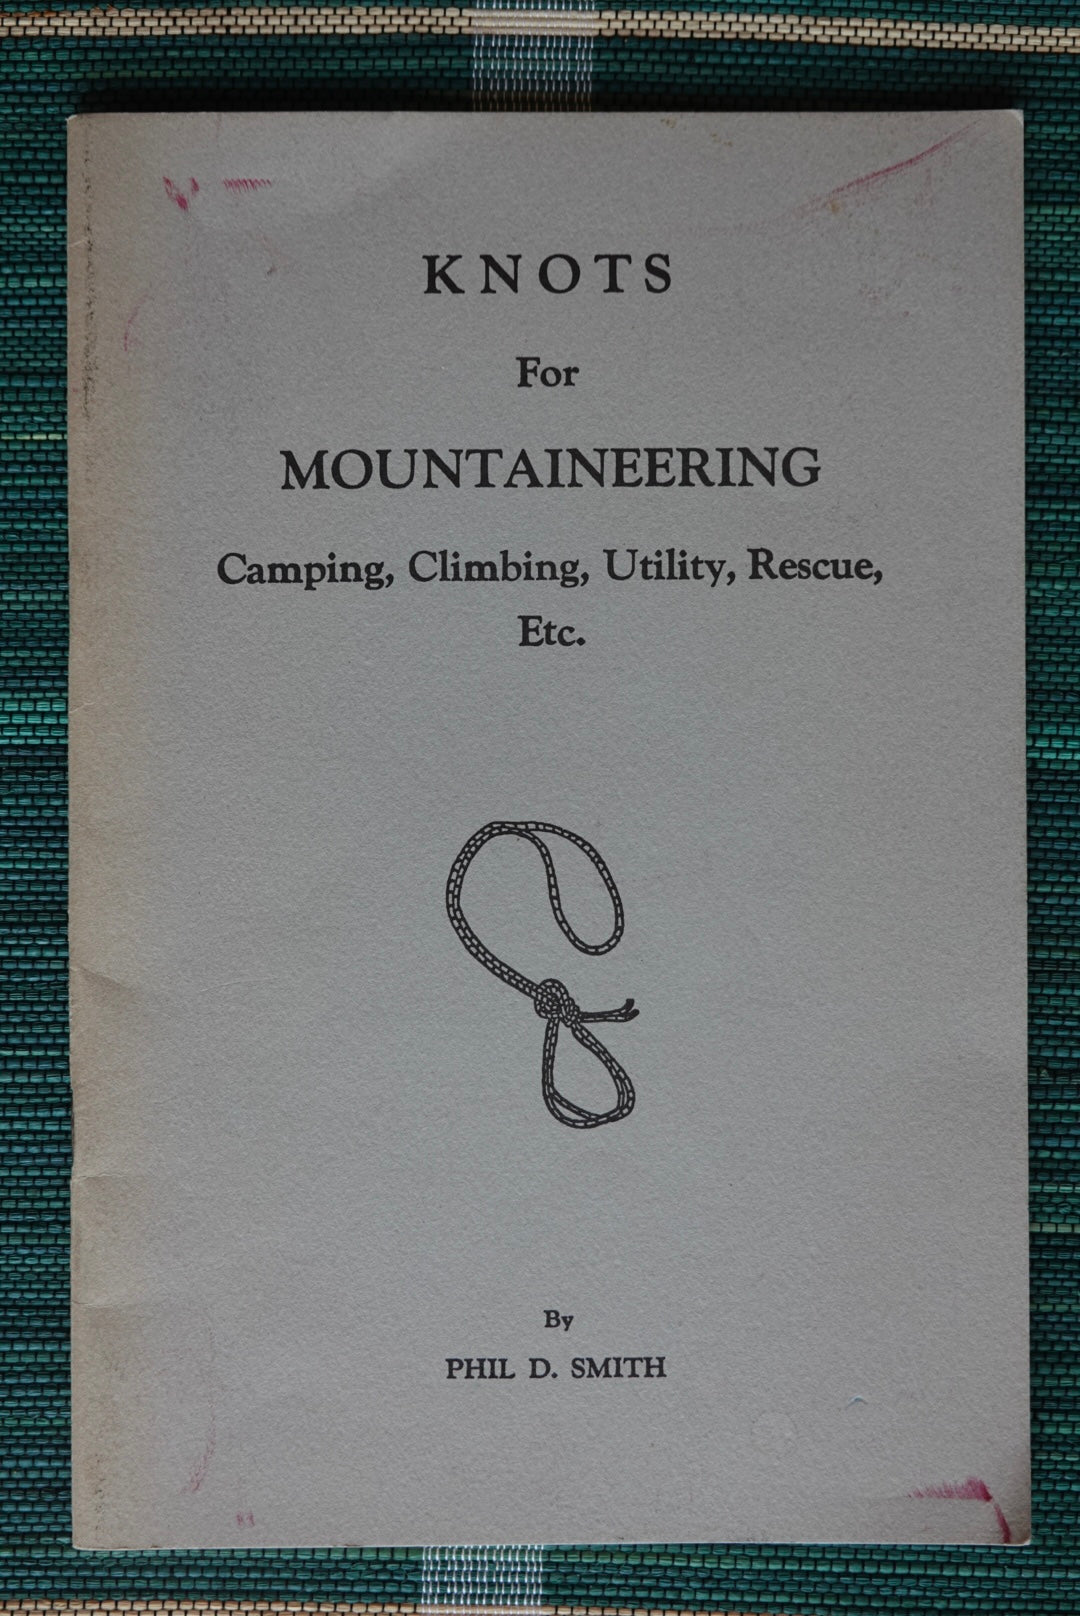 KNOTS
For
MOUNTAINEERING
Camping, Climbing, Utility, Rescue,
Etc.
By
PHIL D. SMITH